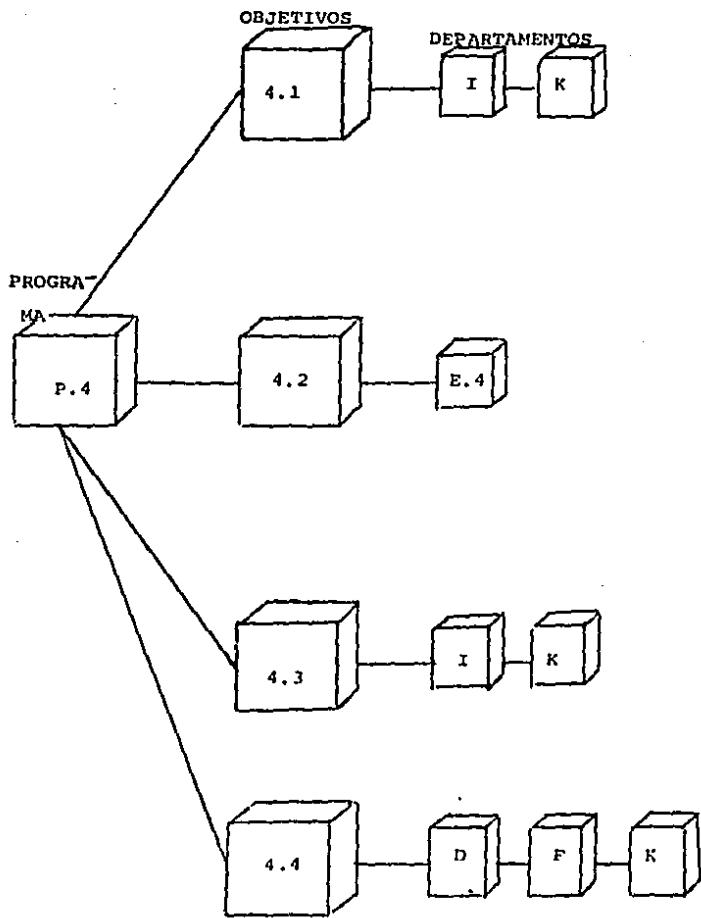 OBJETIVOS
DEPARTAMENTOS
4.1
I
K
PROGRA-
MA
P.4
4.2
E.4
4.3
I
K
4.4
D
F
K